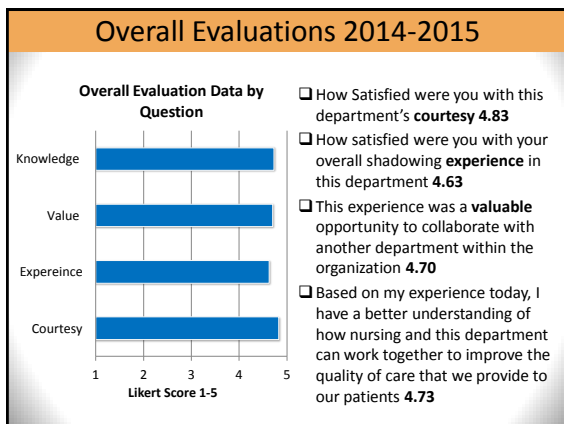 Overall Evaluations 2014-2015
Overall Evaluation Data by
Question
Knowledge
Value
Expereince
Courtesy
1 2 3 4 5
Likert Score 1-5
❑ How Satisfied were you with this
department's courtesy 4.83
❑ How satisfied were you with your
overall shadowing experience in
this department 4.63
❑ This experience was a valuable
opportunity to collaborate with
another department within the
organization 4.70
❑ Based on my experience today, I
have a better understanding of
how nursing and this department
can work together to improve the
quality of care that we provide to
our patients 4.73